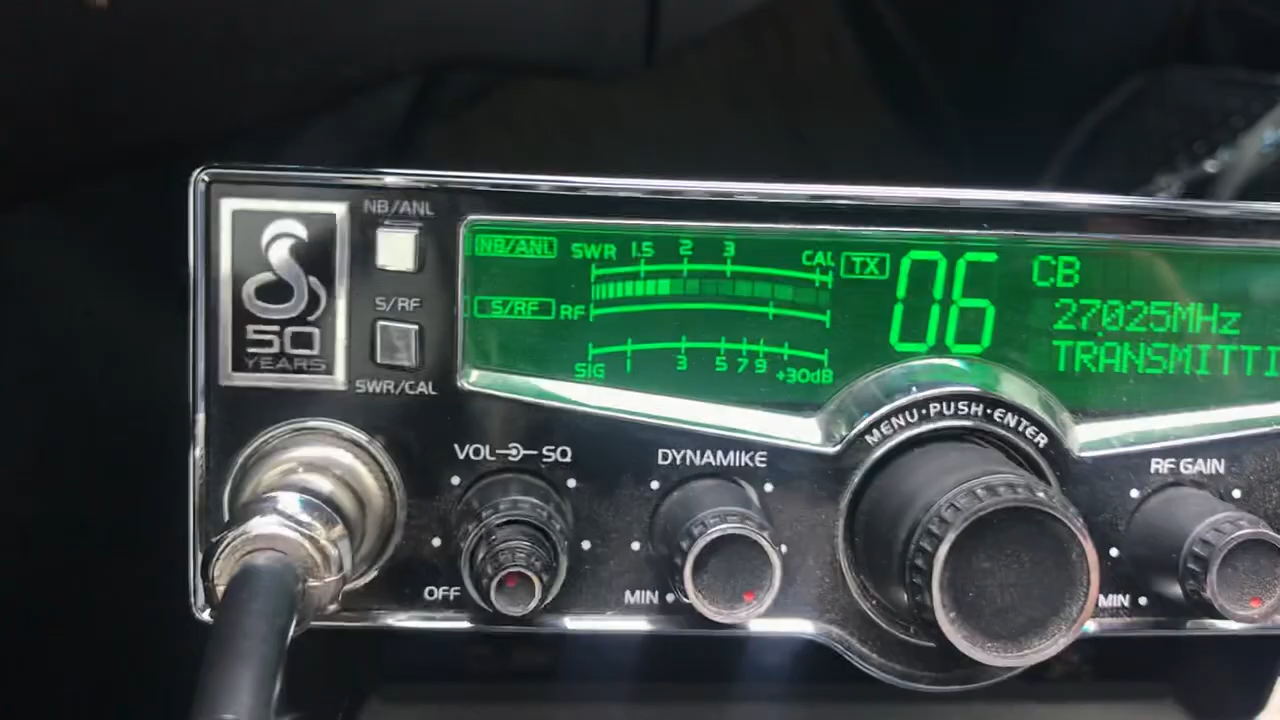 NB/ANL
S/RF
SWR/CAL
50
YEARS
NB/ANL
SWR 1.5 2 3 CAL
S/RF RF
SIG 1 3 5 7 9 +30dB
TX
06
CB
27.025MHz
TRANSMITTI
MENU•PUSH•ENTER
VOL SQ
OFF
DYNAMIKE
MIN
RF GAIN
MIN